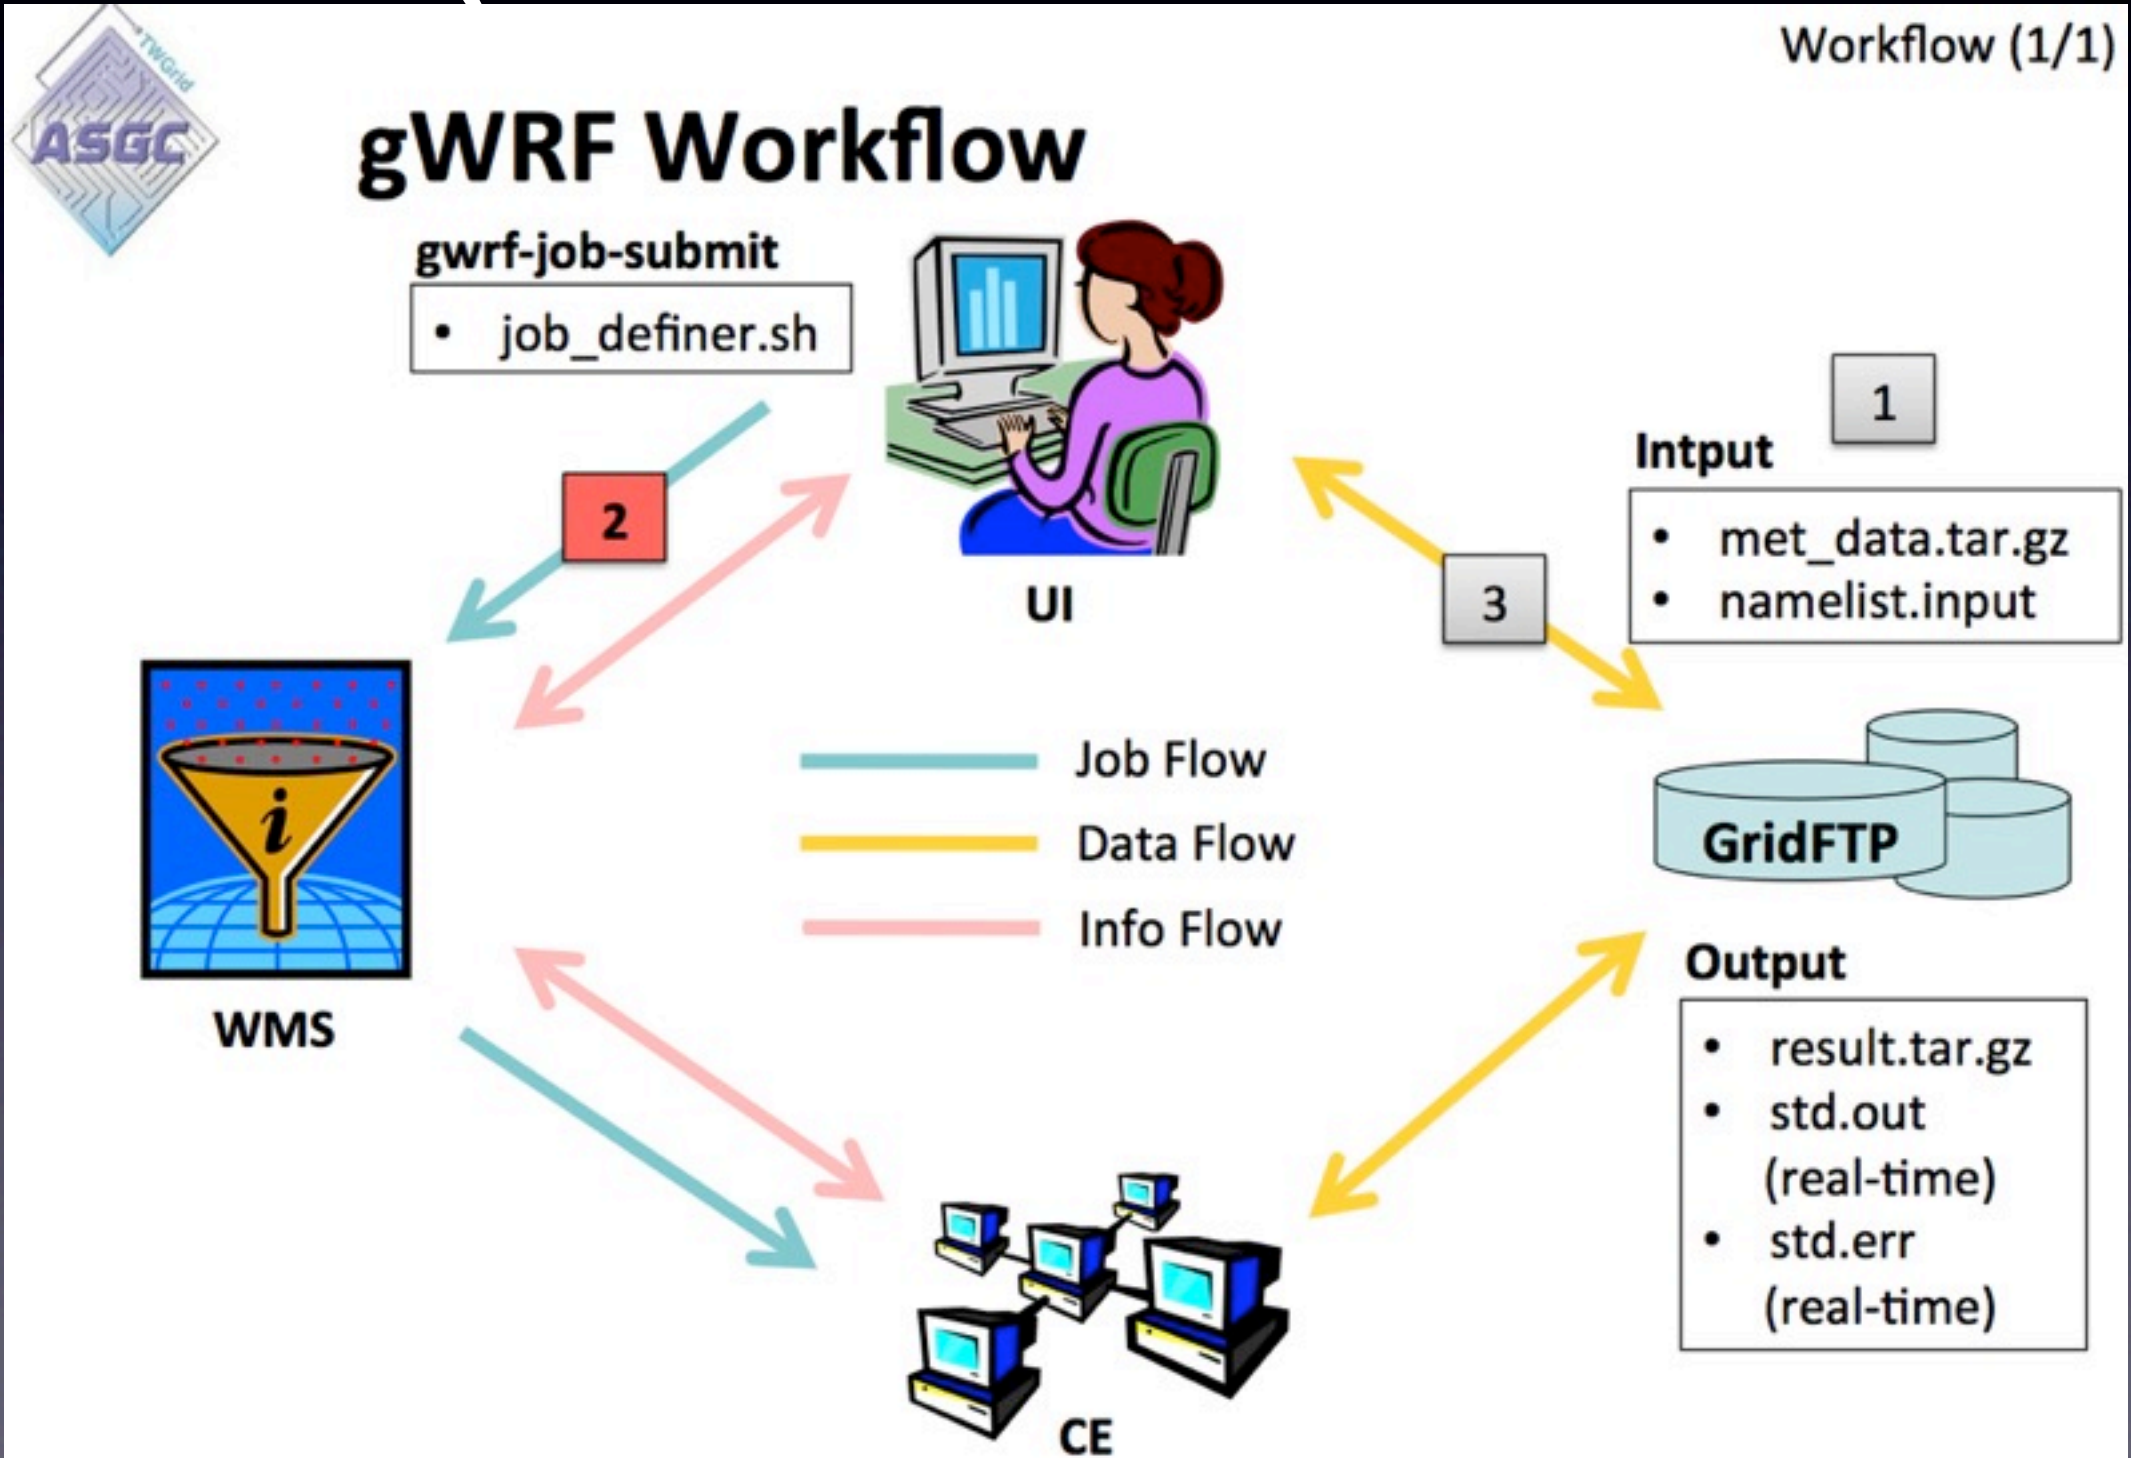 TWGrid
ASGC
Workflow (1/1)
gWRF Workflow
gwrf-job-submit
• job_definer.sh
1
Intput
• met_data.tar.gz
• namelist.input
2
3
UI
i
Job Flow
Data Flow
Info Flow
GridFTP
WMS
Output
• result.tar.gz
• std.out
(real-time)
• std.err
(real-time)
CE